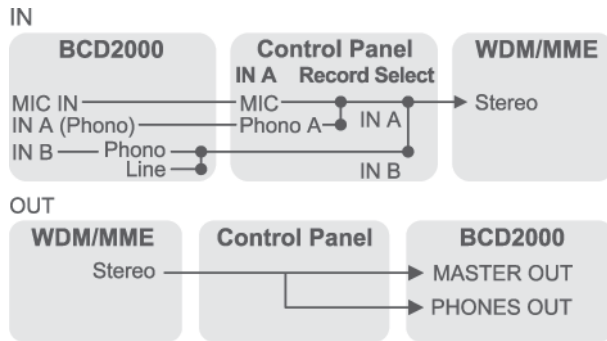 IN
BCD2000 Control Panel WDM/MME
IN A Record Select
MIC IN MIC Stereo
IN A (Phono) Phono A IN A
IN B Phono
Line IN B
OUT
WDM/MME Control Panel BCD2000
Stereo MASTER OUT
PHONES OUT